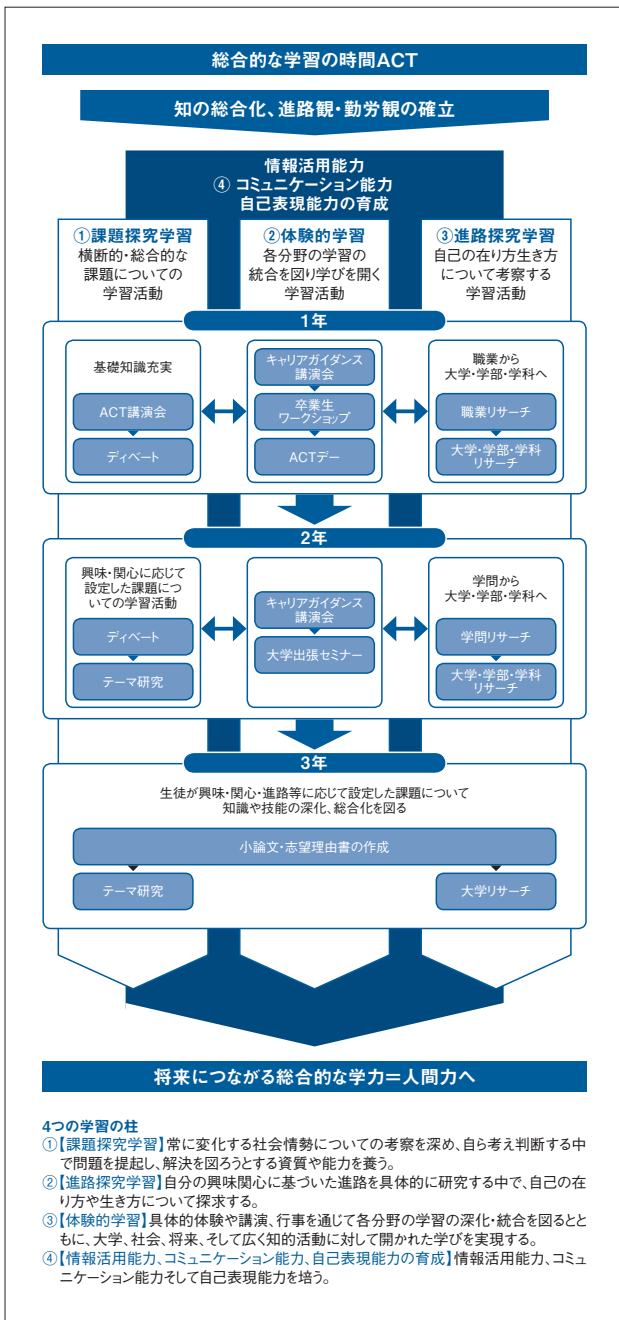 総合的な学習の時間ACT
知の総合化、進路観・勤労観の確立
情報活用能力
④ コミュニケーション能力
自己表現能力の育成
①課題探究学習
横断的・総合的な
課題についての
学習活動
②体験的学習
各分野の学習の
統合を図り学びを開く
学習活動
③進路探究学習
自己の在り方生き方
について考察する
学習活動
1年
基礎知識充実
ACT講演会
ディベート
キャリアガイダンス
講演会
卒業生
ワークショップ
ACTデー
職業から
大学・学部・学科へ
職業リサーチ
大学・学部・学科
リサーチ
2年
興味・関心に応じて
設定した課題につ
いての学習活動
ディベート
テーマ研究
キャリアガイダンス
講演会
大学出張セミナー
学問から
大学・学部・学科へ
学問リサーチ
大学・学部・学科
リサーチ
3年
生徒が興味・関心・進路等に応じて設定した課題について
知識や技能の深化、総合化を図る
小論文・志望理由書の作成
テーマ研究
大学リサーチ
将来につながる総合的な学力=人間力へ
4つの学習の柱
①【課題探究学習】常に変化する社会情勢についての考察を深め、自ら考え判断する中
で問題を提起し、解決を図ろうとする資質や能力を養う。
②【進路探究学習】自分の興味関心に基づいた進路を具体的に研究する中で、自己の在
り方や生き方について探求する。
③【体験的学習】具体的体験や講演、行事を通じて各分野の学習の深化・統合を図るとと
もに、大学、社会、将来、そして広く知的活動に対して開かれた学びを実現する。
④【情報活用能力、コミュニケーション能力、自己表現能力の育成】情報活用能力、コミュ
ニケーション能力そして自己表現能力を培う。